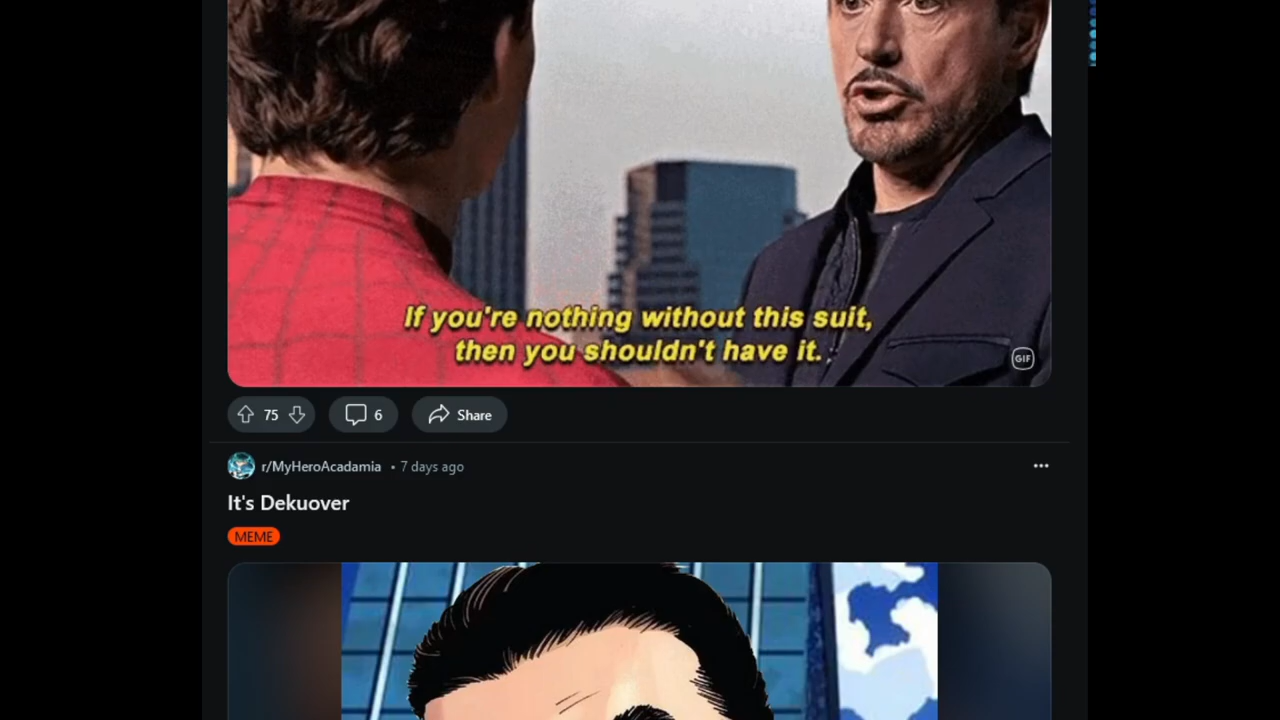 If you're nothing without this suit,
then you shouldn't have it.
GIF
75
6
Share
r/MyHeroAcadamia • 7 days ago
It's Dekuover
MEME